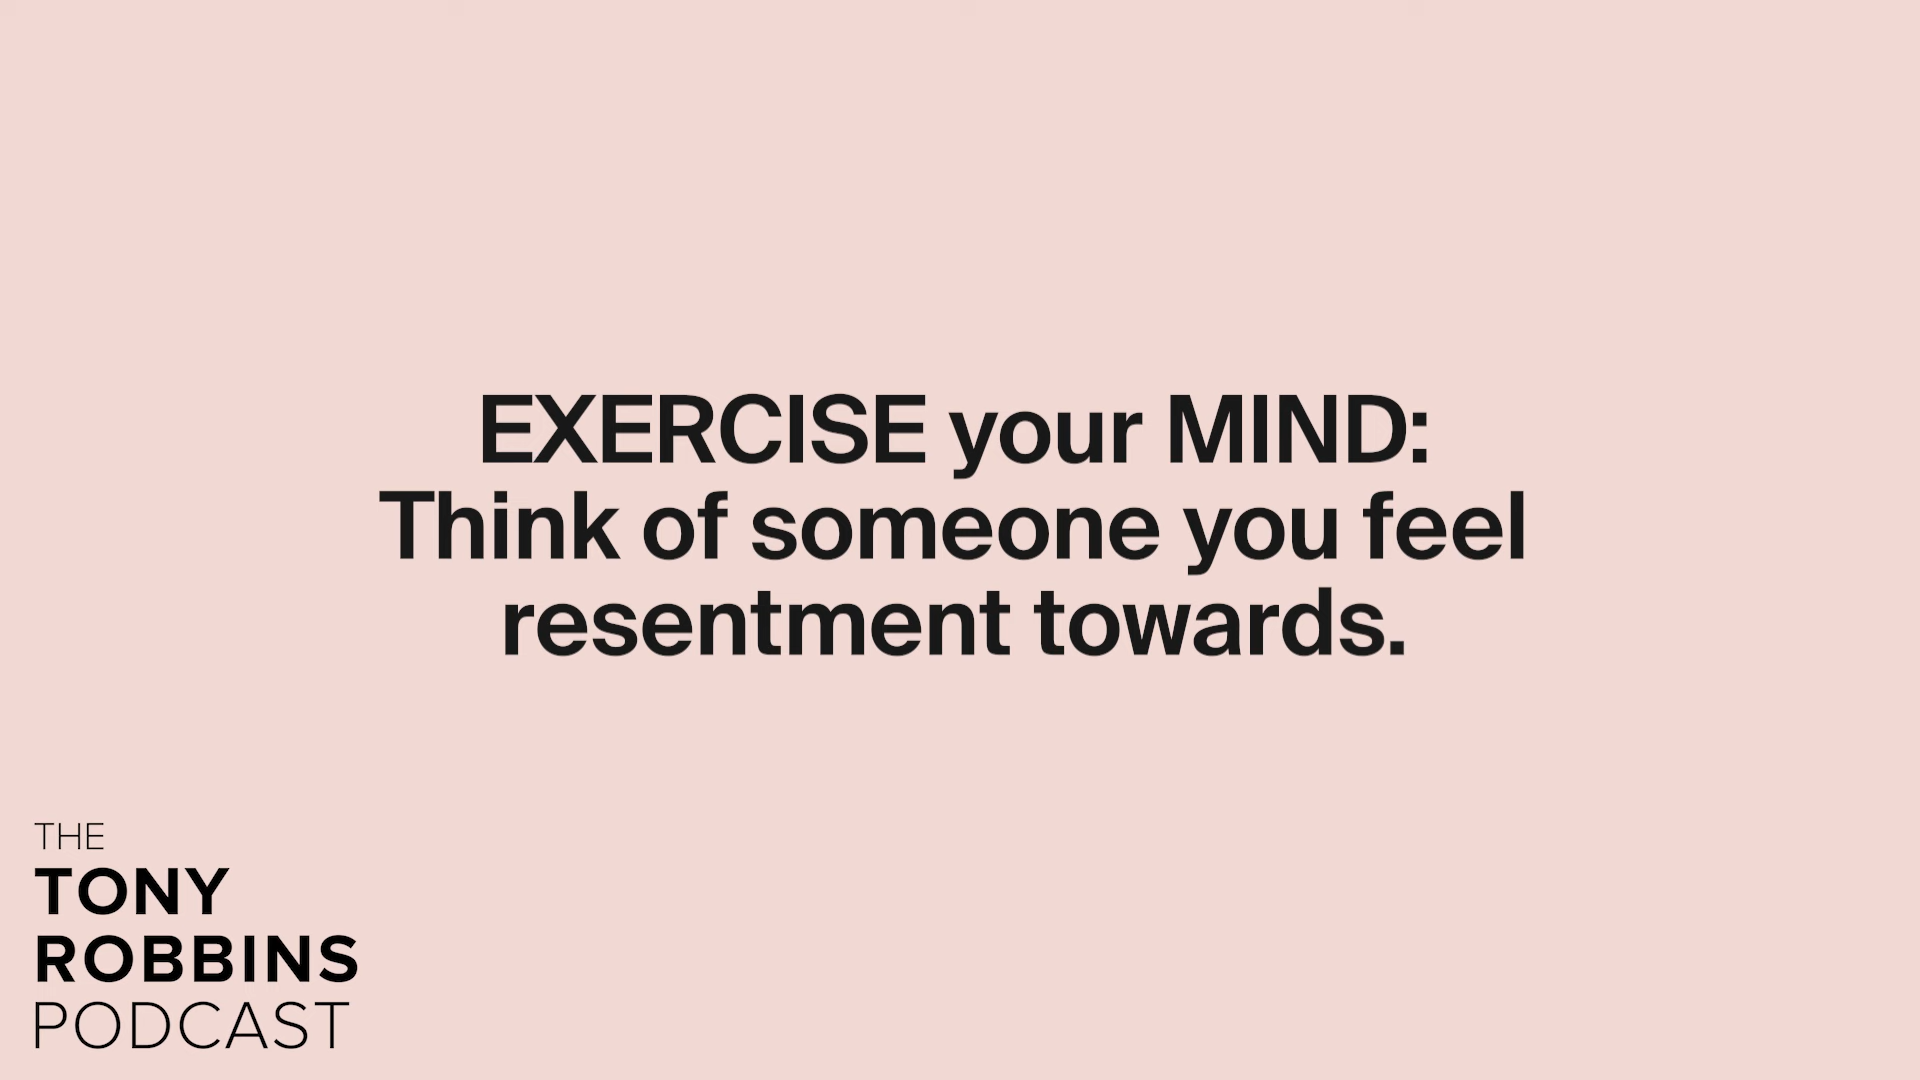 EXERCISE your MIND:
Think of someone you feel
resentment towards.
THE
TONY
ROBBINS
PODCAST